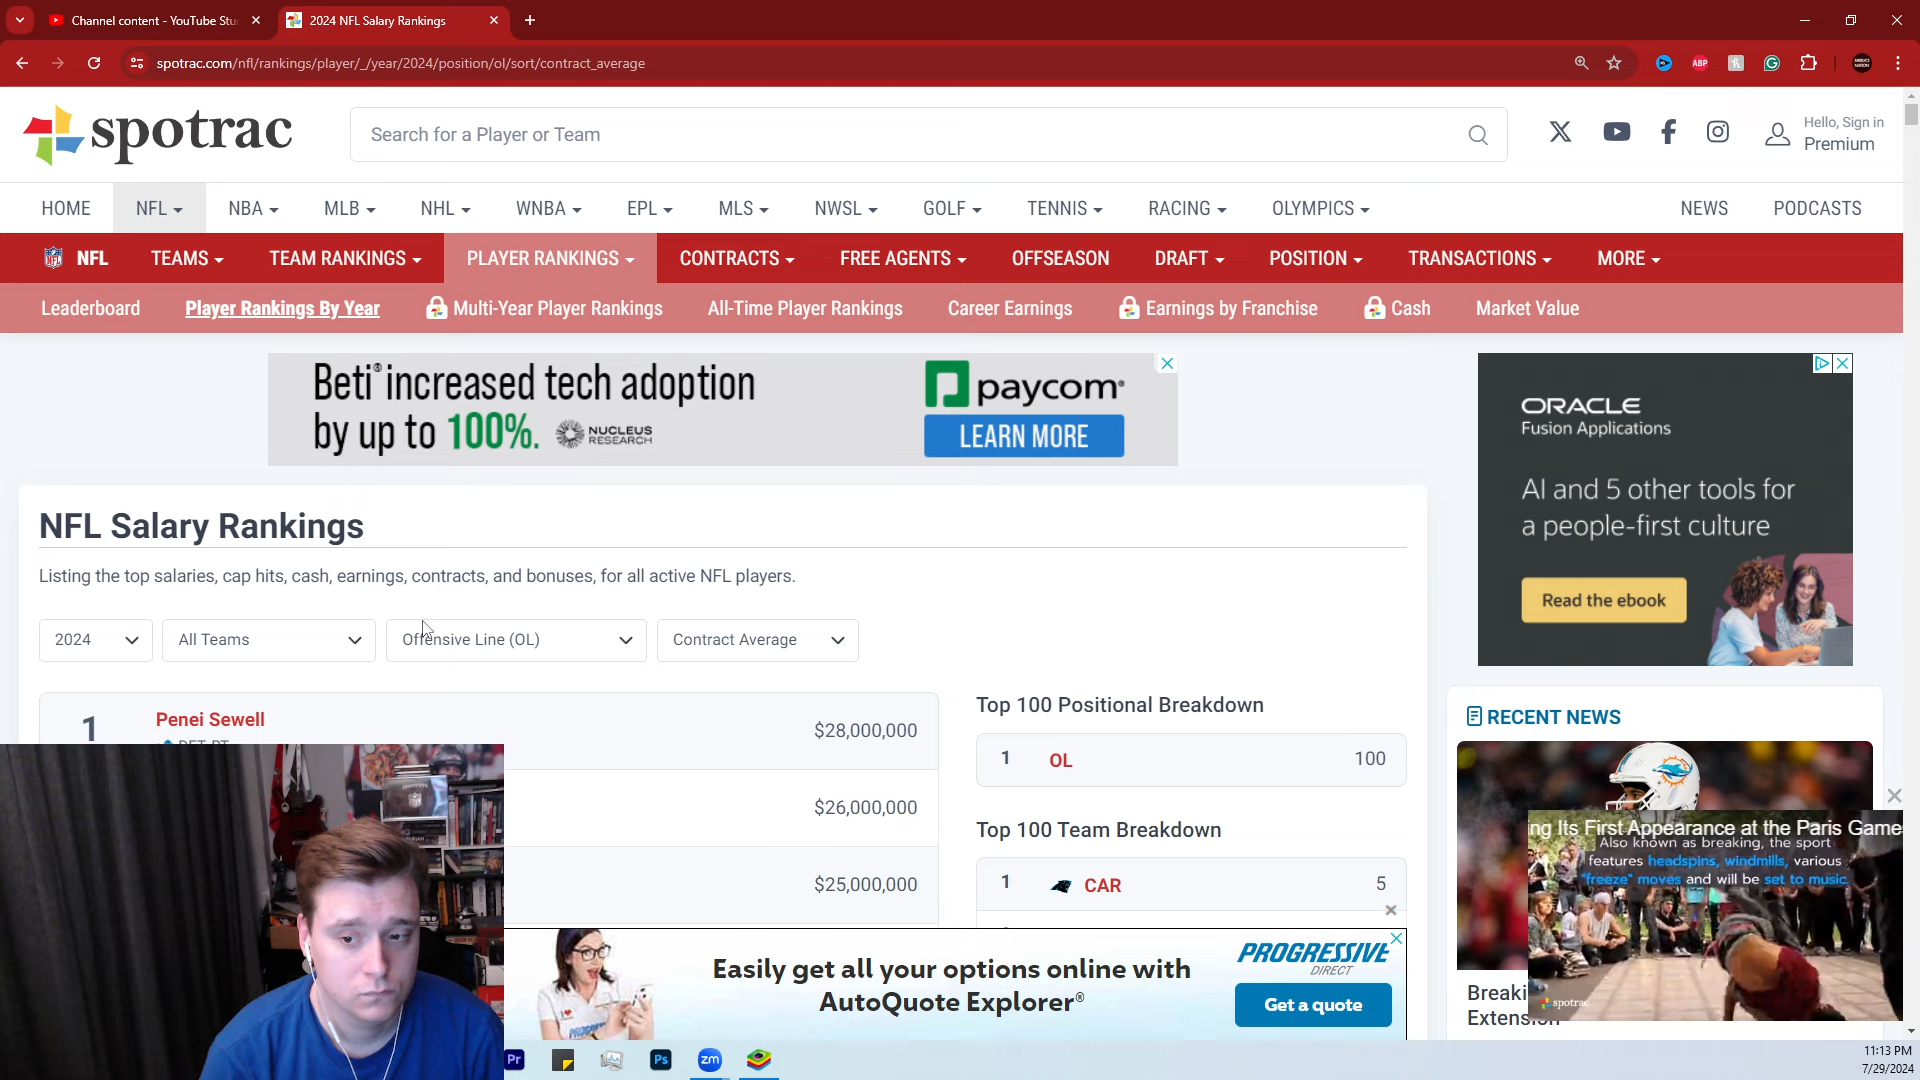 Channel content - YouTube Stu
2024 NFL Salary Rankings
spotrac.com/nfl/rankings/player/_/year/2024/position/ol/sort/contract_average
ABP
spotrac
Search for a Player or Team
Hello, Sign in
Premium
HOME NFL NBA MLB NHL WNBA EPL MLS NWSL GOLF TENNIS RACING OLYMPICS NEWS PODCASTS
NFL TEAMS TEAM RANKINGS PLAYER RANKINGS CONTRACTS FREE AGENTS OFFSEASON DRAFT POSITION TRANSACTIONS MORE
Leaderboard Player Rankings By Year Multi-Year Player Rankings All-Time Player Rankings Career Earnings Earnings by Franchise Cash Market Value
Beti® increased tech adoption
by up to 100%.
NUCLEUS
RESEARCH
paycom®
LEARN MORE
ORACLE
Fusion Applications
AI and 5 other tools for
a people-first culture
Read the ebook
NFL Salary Rankings
Listing the top salaries, cap hits, cash, earnings, contracts, and bonuses, for all active NFL players.
2024 All Teams Offensive Line (OL) Contract Average
1 Penei Sewell $28,000,000
$26,000,000
$25,000,000
Top 100 Positional Breakdown
1 OL 100
Top 100 Team Breakdown
1 CAR 5
RECENT NEWS
ing Its First Appearance at the Paris Game
Also known as breaking, the sport
features headspins, windmills, various
"freeze" moves and will be set to music.
spotrac
Breaki
Extension
Easily get all your options online with
AutoQuote Explorer®
PROGRESSIVE
DIRECT
Get a quote
Pr
Ps
zm
11:13 PM
7/29/2024